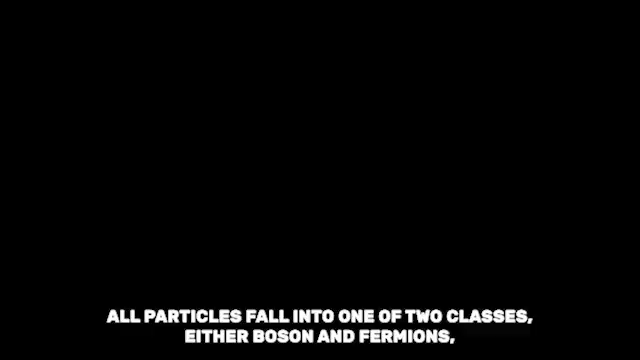 ALL PARTICLES FALL INTO ONE OF TWO CLASSES,
EITHER BOSON AND FERMIONS,